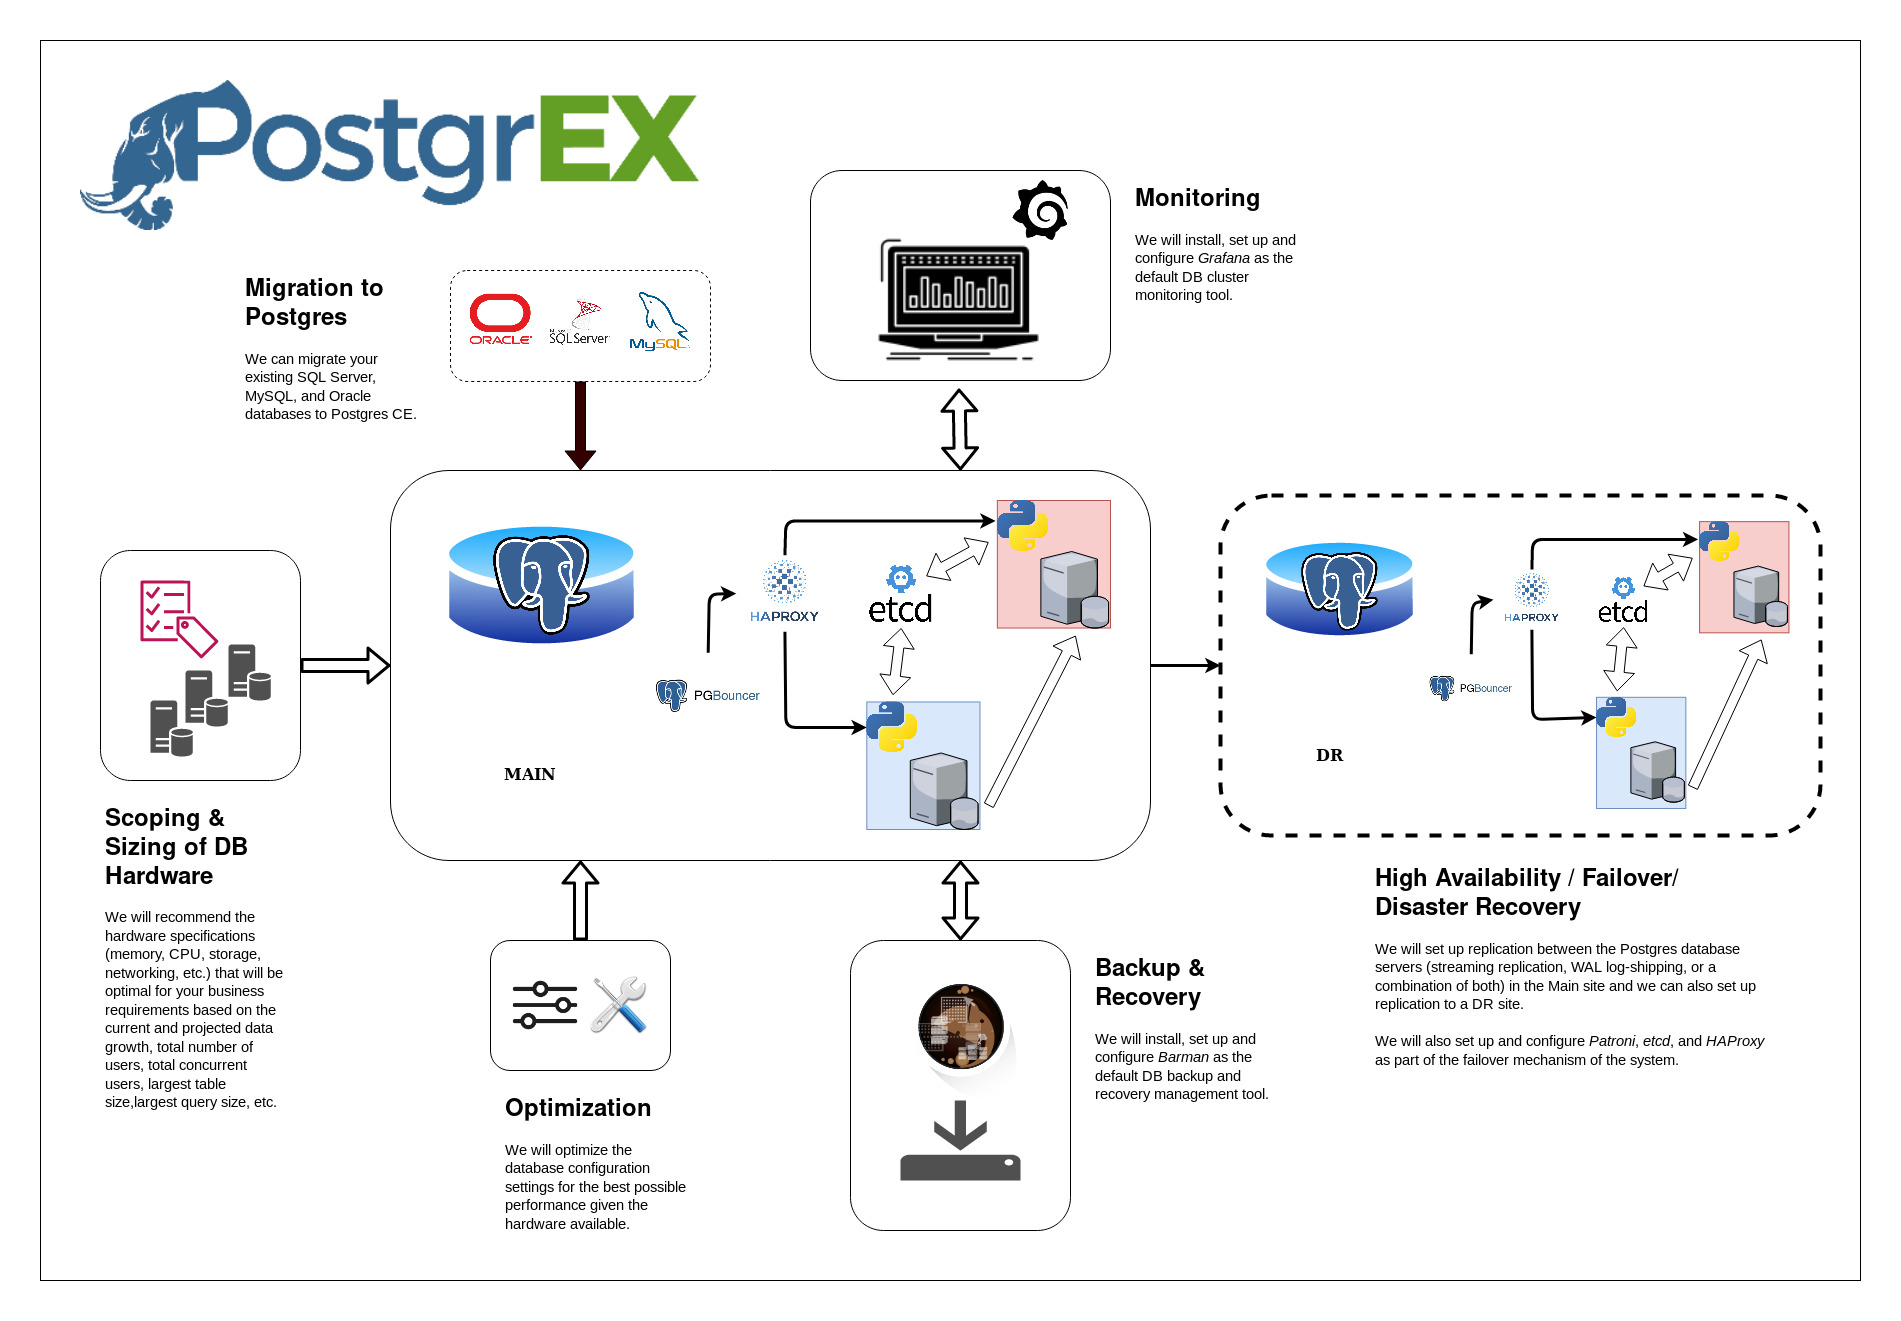 PostgrEX
Migration to
Postgres
We can migrate your
existing SQL Server,
MySQL, and Oracle
databases to Postgres CE.
ORACLE
SQLServer
MySQL
Monitoring
We will install, set up and
configure Grafana as the
default DB cluster
monitoring tool.
HAPROXY
etcd
PGBouncer
MAIN
HAPROXY
etcd
PGBouncer
DR
Scoping &
Sizing of DB
Hardware
We will recommend the
hardware specifications
(memory, CPU, storage,
networking, etc.) that will be
optimal for your business
requirements based on the
current and projected data
growth, total number of
users, total concurrent
users, largest table
size,largest query size, etc.
Optimization
We will optimize the
database configuration
settings for the best possible
performance given the
hardware available.
Backup &
Recovery
We will install, set up and
configure Barman as the
default DB backup and
recovery management tool.
High Availability / Failover/
Disaster Recovery
We will set up replication between the Postgres database
servers (streaming replication, WAL log-shipping, or a
combination of both) in the Main site and we can also set up
replication to a DR site.
We will also set up and configure Patroni, etcd, and HAProxy
as part of the failover mechanism of the system.